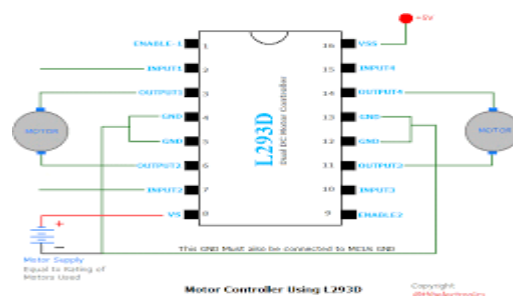 +5V
ENABLE-1 1 16 VSS
INPUT1 2 15 INPUT4
OUTPUT1 3 14 OUTPUT4
GND 4 13 GND
MOTOR MOTOR
GND 5 12 GND
OUTPUT2 6 11 OUTPUT3
INPUT2 7 10 INPUT3
VS 8 9 ENABLE2
L293D
Dual DC Motor Controller
+
−
This GND Must also be connected to MCUs GND
Motor Supply
Equal to Rating of
Motors Used
Motor Controller Using L293D
Copyright